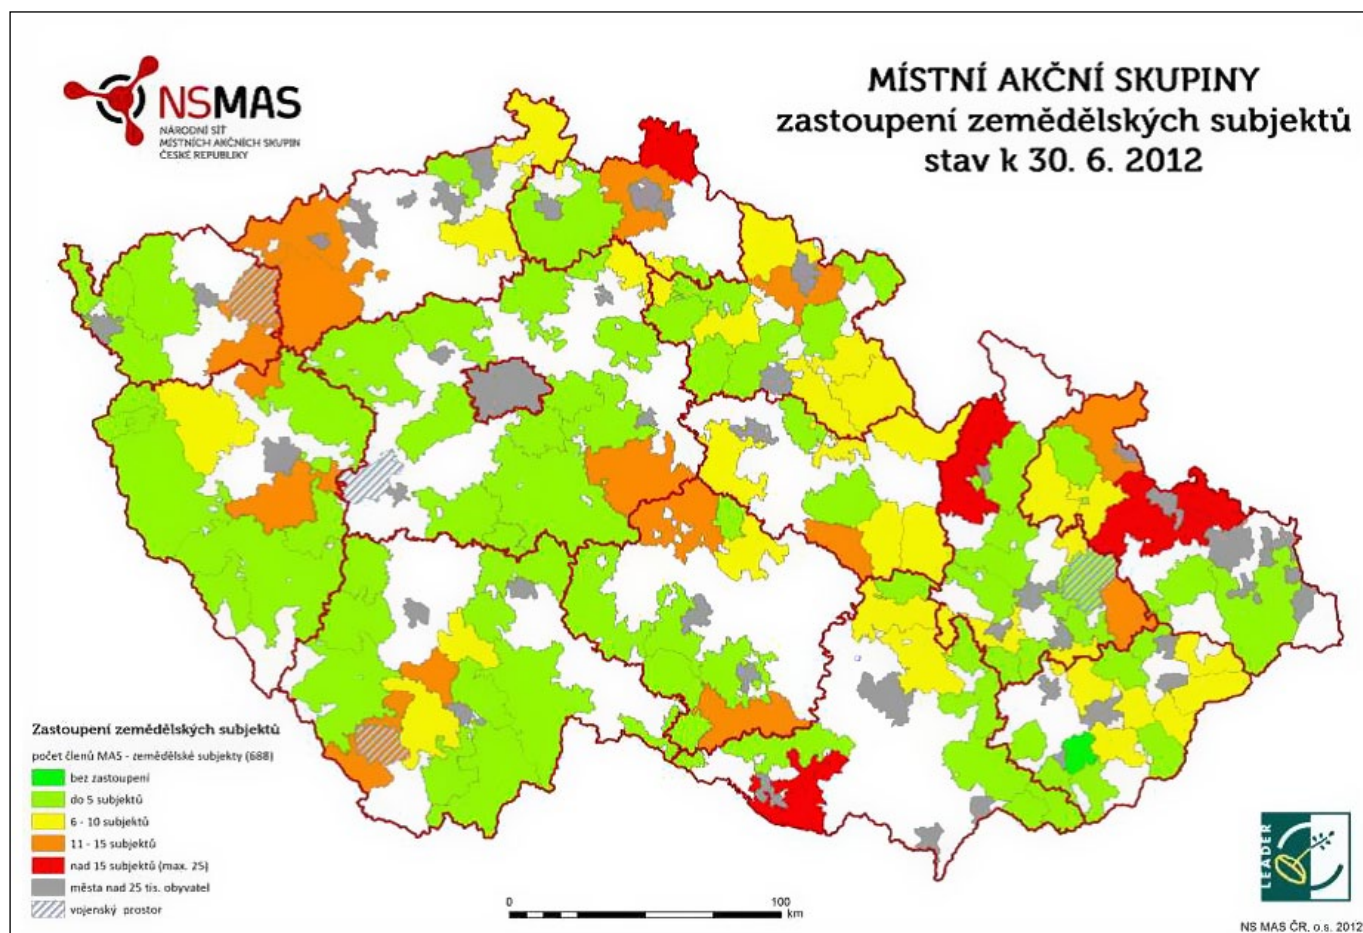 NSMAS
NÁRODNÍ SÍŤ
MÍSTNÍCH AKČNÍCH SKUPIN
ČESKÉ REPUBLIKY
MÍSTNÍ AKČNÍ SKUPINY
zastoupení zemědělských subjektů
stav k 30. 6. 2012
Zastoupení zemědělských subjektů
počet členů MAS - zemědělské subjekty (688)
bez zastoupení
do 5 subjektů
6 - 10 subjektů
11 - 15 subjektů
nad 15 subjektů (max. 25)
města nad 25 tis. obyvatel
vojenský prostor
0 100
km
LEADER
NS MAS ČR, o.s. 2012